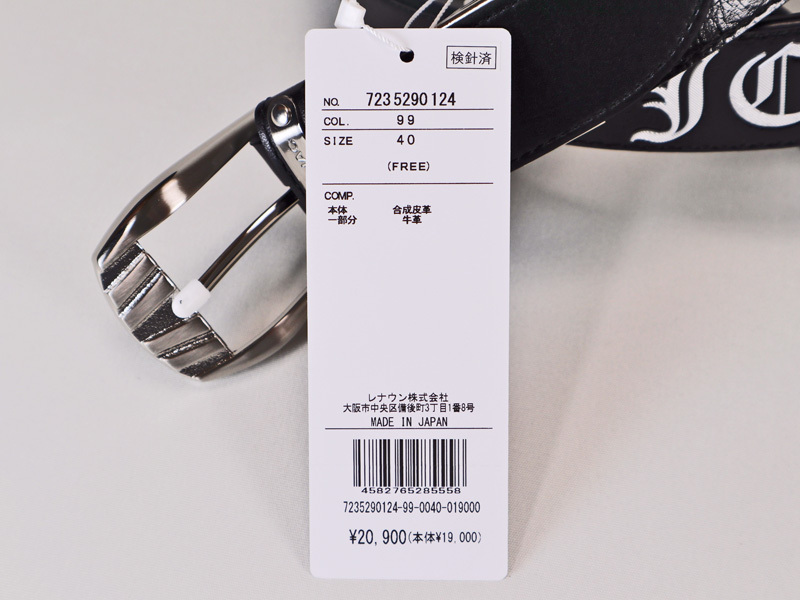 検針済
NO. 7235290124
COL. 99
SIZE 40
(FREE)
COMP.
本体 合成皮革
一部分 牛革
レナウン株式会社
大阪市中央区備後町3丁目1番8号
MADE IN JAPAN
4582765285558
7235290124-99-0040-019000
¥20,900(本体¥19,000)
JC